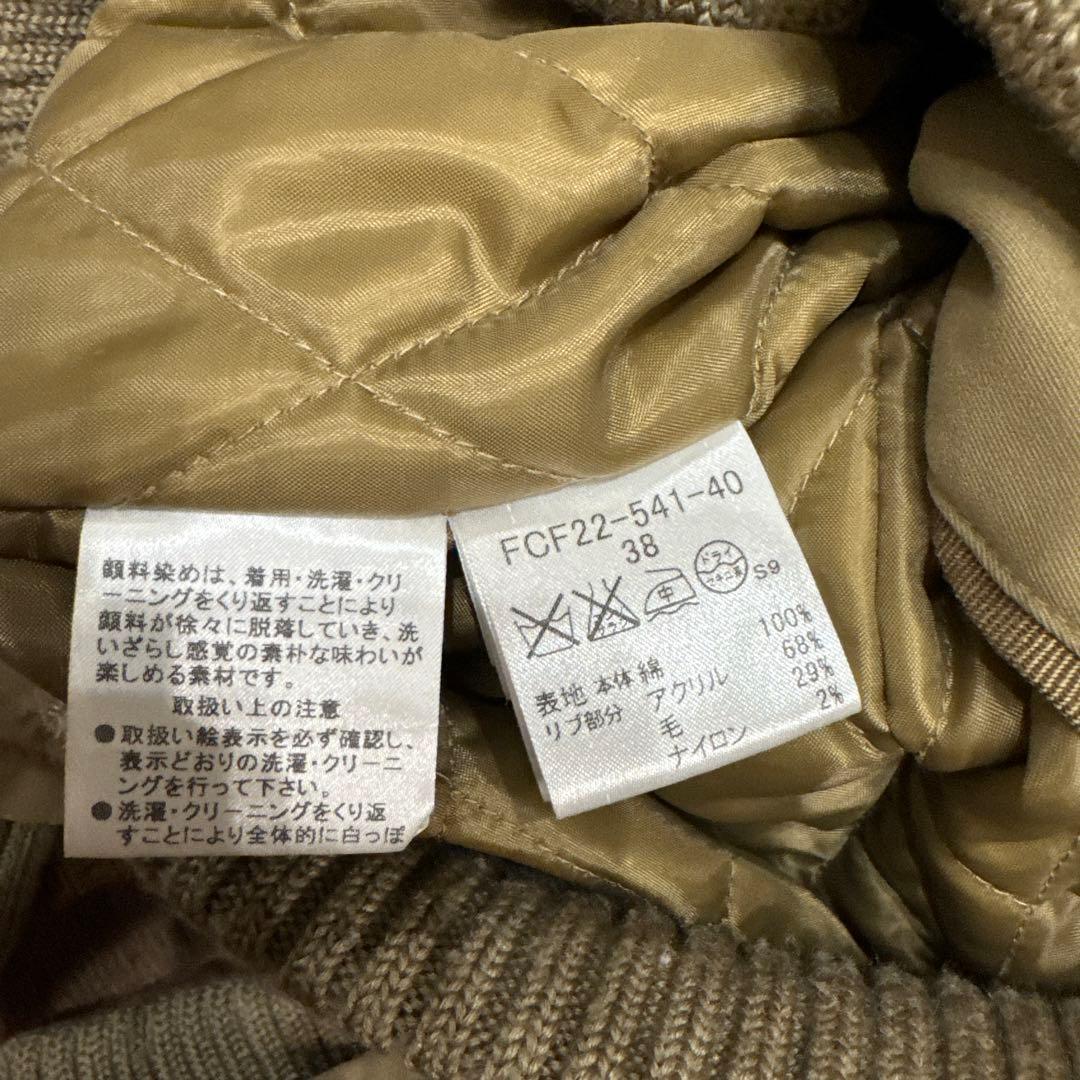 顔料染めは、着用・洗濯・クリ
ーニングをくり返すことにより
顔料が徐々に脱落していき、洗
いざらし感覚の素朴な味わいが
楽しめる素材です。
取扱い上の注意
●取扱い絵表示を必ず確認し、
表示どおりの洗濯・クリーニ
ングを行って下さい。
●洗濯・クリーニングをくり返
すことにより全体的に白っぽ
FCF22-541-40
38
中 ドライ セキユ系 S9
表地 本体 綿 100%
リブ部分 アクリル 68%
毛 29%
ナイロン 2%